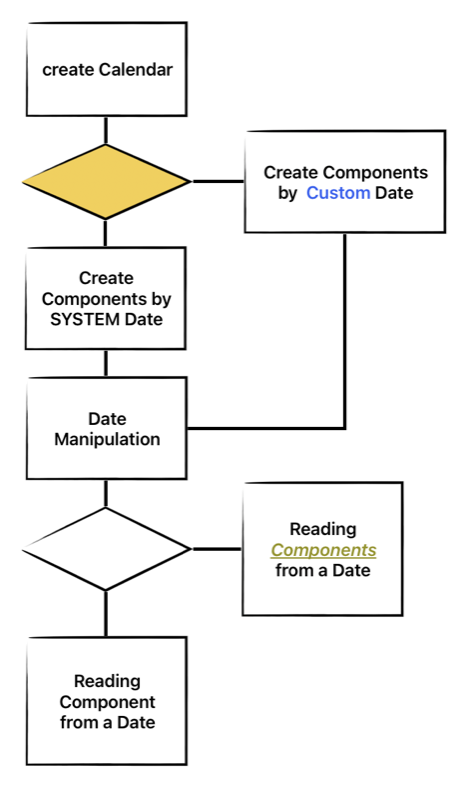 create Calendar
Create Components
by Custom Date
Create
Components by
SYSTEM Date
Date
Manipulation
Reading
Components
from a Date
Reading
Component
from a Date